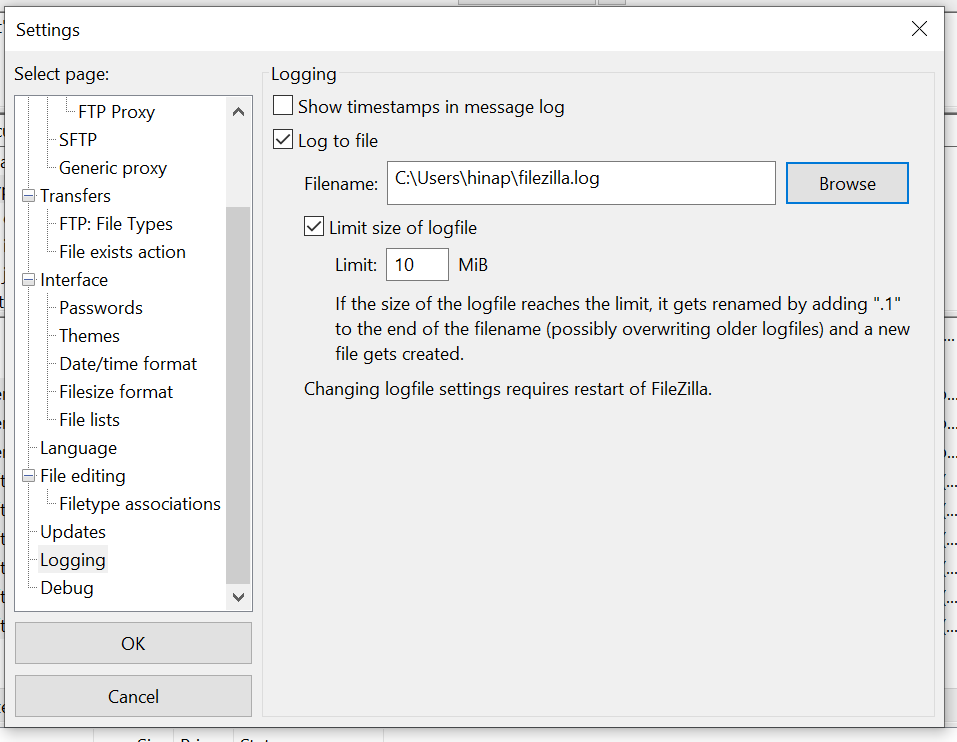 Settings
Select page:
FTP Proxy
SFTP
Generic proxy
Transfers
FTP: File Types
File exists action
Interface
Passwords
Themes
Date/time format
Filesize format
File lists
Language
File editing
Filetype associations
Updates
Logging
Debug
OK
Cancel
Logging
Show timestamps in message log
Log to file
Filename: C:\Users\hinap\filezilla.log Browse
Limit size of logfile
Limit: 10 MiB
If the size of the logfile reaches the limit, it gets renamed by adding ".1"
to the end of the filename (possibly overwriting older logfiles) and a new
file gets created.
Changing logfile settings requires restart of FileZilla.